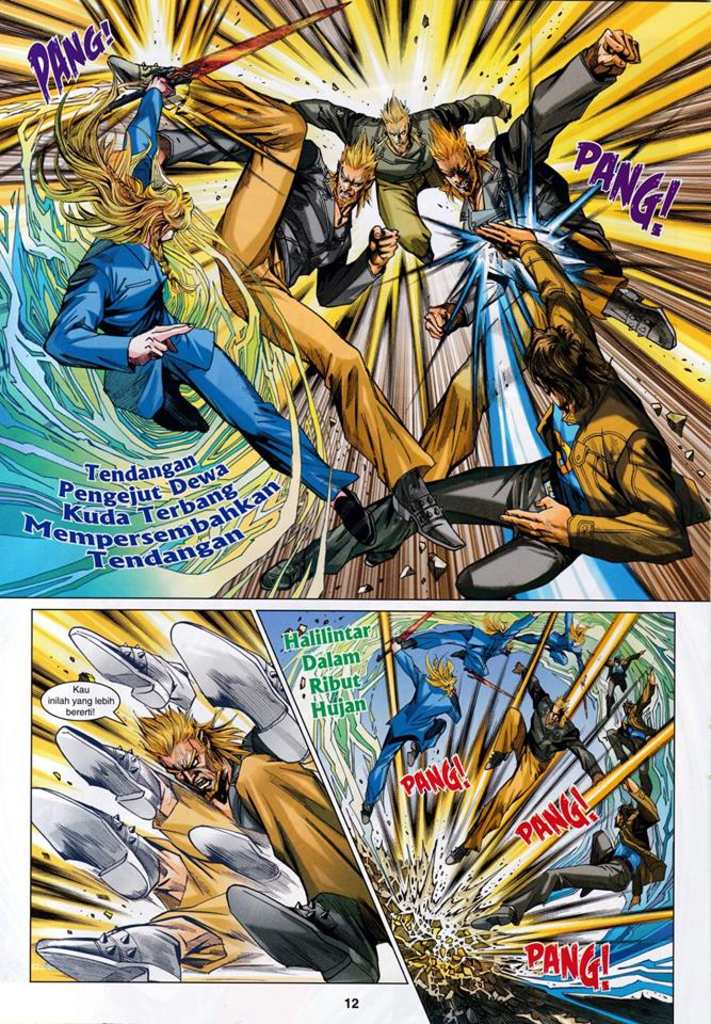 PANG!
PANG!
Tendangan
Pengejut Dewa
Kuda Terbang
Mempersembahkan
Tendangan
Kau
inilah yang lebih
bererti!
Halilintar
Dalam
Ribut
Hujan
PANG!
PANG!
PANG!
12